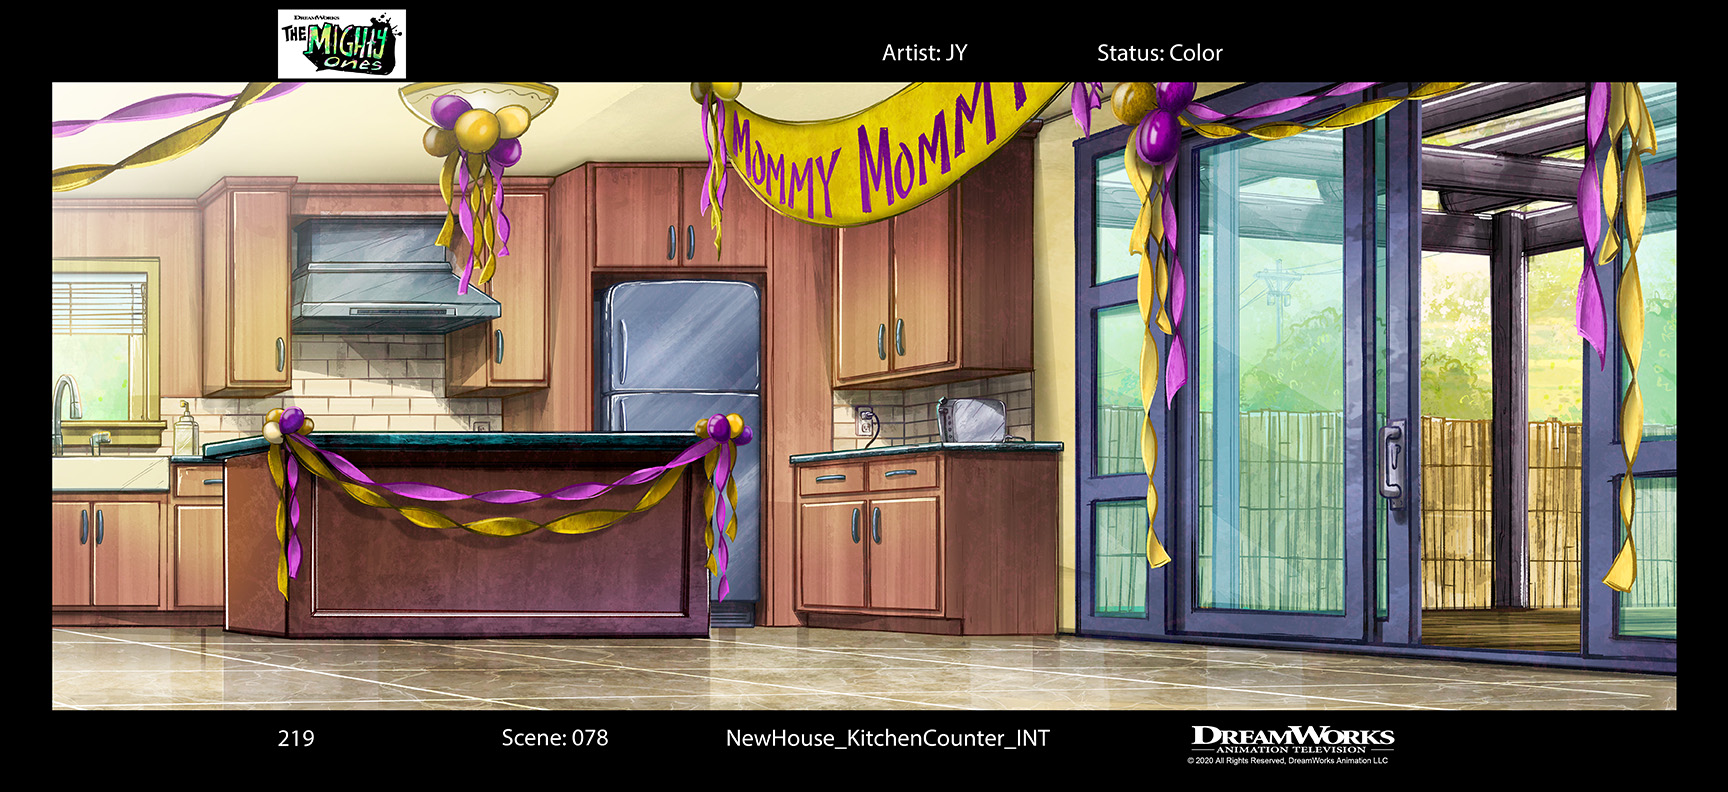 DREAMWORKS
THE MIGHTY
ONES
Artist: JY
Status: Color
MOMMY MOMMY
219
Scene: 078
NewHouse_KitchenCounter_INT
DREAMWORKS
ANIMATION TELEVISION
© 2020 All Rights Reserved, DreamWorks Animation LLC